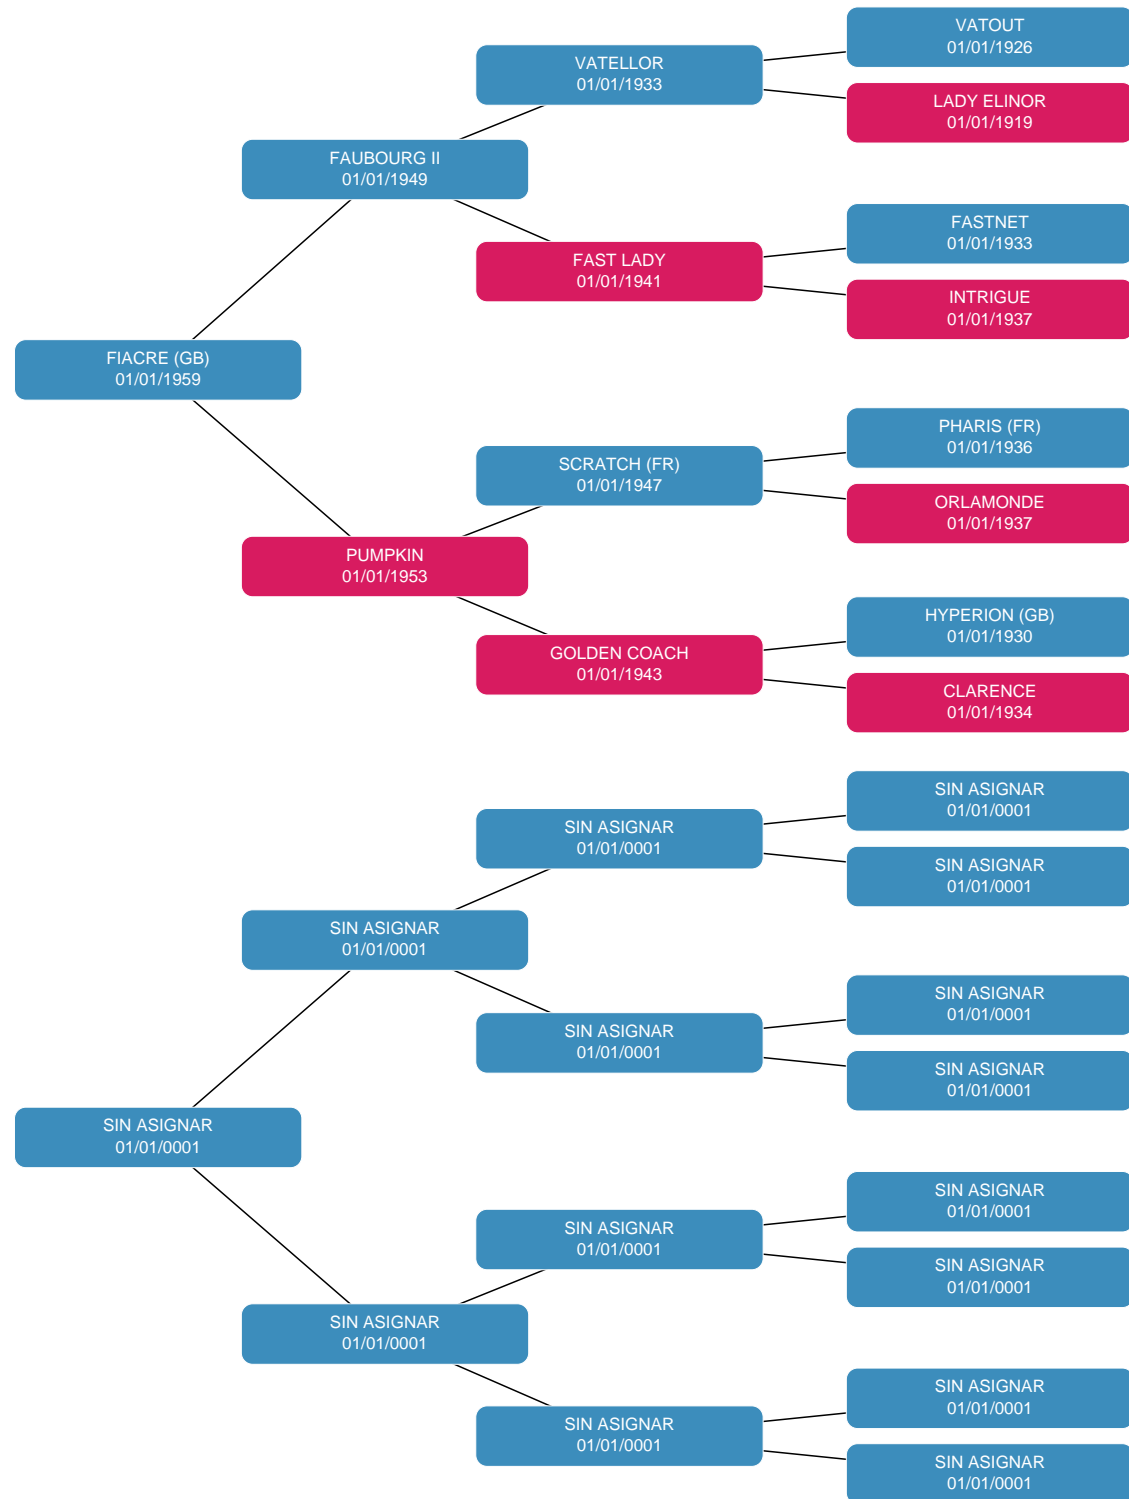 VATOUT
01/01/1926
VATELLOR
01/01/1933
LADY ELINOR
01/01/1919
FAUBOURG II
01/01/1949
FASTNET
01/01/1933
FAST LADY
01/01/1941
INTRIGUE
01/01/1937
FIACRE (GB)
01/01/1959
PHARIS (FR)
01/01/1936
SCRATCH (FR)
01/01/1947
ORLAMONDE
01/01/1937
PUMPKIN
01/01/1953
HYPERION (GB)
01/01/1930
GOLDEN COACH
01/01/1943
CLARENCE
01/01/1934
SIN ASIGNAR
01/01/0001
SIN ASIGNAR
01/01/0001
SIN ASIGNAR
01/01/0001
SIN ASIGNAR
01/01/0001
SIN ASIGNAR
01/01/0001
SIN ASIGNAR
01/01/0001
SIN ASIGNAR
01/01/0001
SIN ASIGNAR
01/01/0001
SIN ASIGNAR
01/01/0001
SIN ASIGNAR
01/01/0001
SIN ASIGNAR
01/01/0001
SIN ASIGNAR
01/01/0001
SIN ASIGNAR
01/01/0001
SIN ASIGNAR
01/01/0001
SIN ASIGNAR
01/01/0001